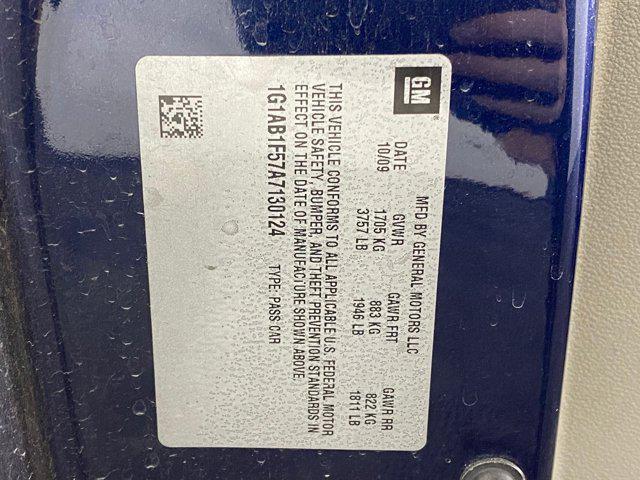 GM
MFD BY GENERAL MOTORS LLC
DATE GVWR GAWR FRT GAWR RR
10/09 1705 KG 883 KG 822 KG
3757 LB 1946 LB 1811 LB
THIS VEHICLE CONFORMS TO ALL APPLICABLE U.S. FEDERAL MOTOR
VEHICLE SAFETY, BUMPER, AND THEFT PREVENTION STANDARDS IN
EFFECT ON THE DATE OF MANUFACTURE SHOWN ABOVE.
1G1AB1F57A7130124 TYPE: PASS CAR